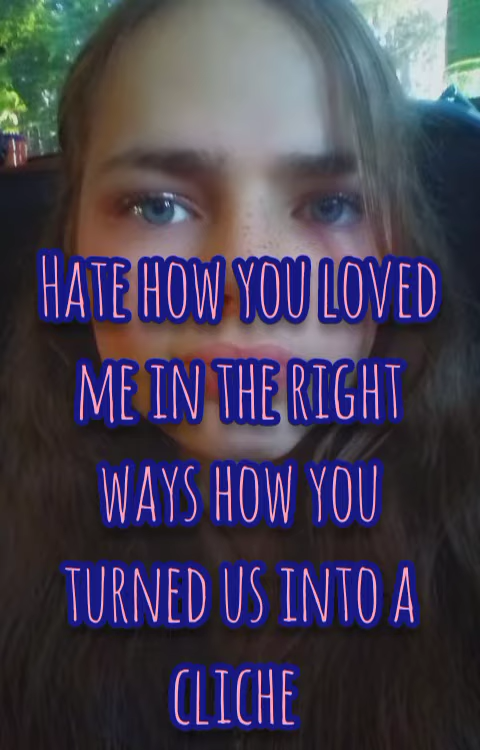 Hate how you loved
me in the right
ways how you
turned us into a
cliche